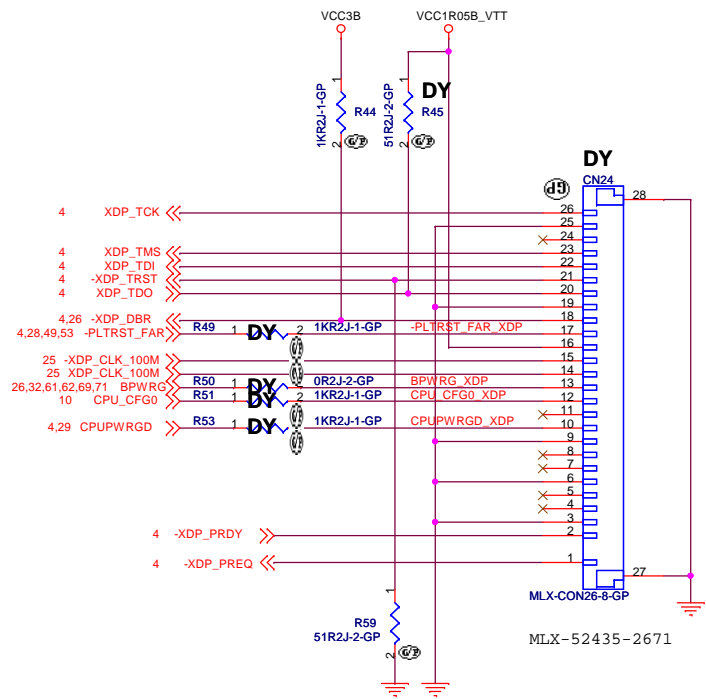 VCC3B VCC1R05B_VTT
1 1
1KR2J-1-GP R44 51R2J-2-GP DY R45
2 G/P 2 G/P
DY
GP CN24
28
4 XDP_TCK 26
25
24
4 XDP_TMS 23
4 XDP_TDI 22
4 -XDP_TRST 21
4 XDP_TDO 20
19
4,26 -XDP_DBR 18
4,28,49,53 -PLTRST_FAR R49 1 DY 2 1KR2J-1-GP -PLTRST_FAR_XDP 17
16
25 -XDP_CLK_100M 15
25 XDP_CLK_100M 14
26,32,61,62,69,71 BPWRG R50 1 DY 0R2J-2-GP BPWRG_XDP 13
10 CPU_CFG0 R51 1 DY 2 1KR2J-1-GP CPU_CFG0_XDP 12
11
4,29 CPUPWRGD R53 1 DY 1KR2J-1-GP CPUPWRGD_XDP 10
9
8
7
6
5
4
3
4 -XDP_PRDY 2
4 -XDP_PREQ 1
27
MLX-CON26-8-GP
1
R59
51R2J-2-GP
2 G/P
MLX-52435-2671